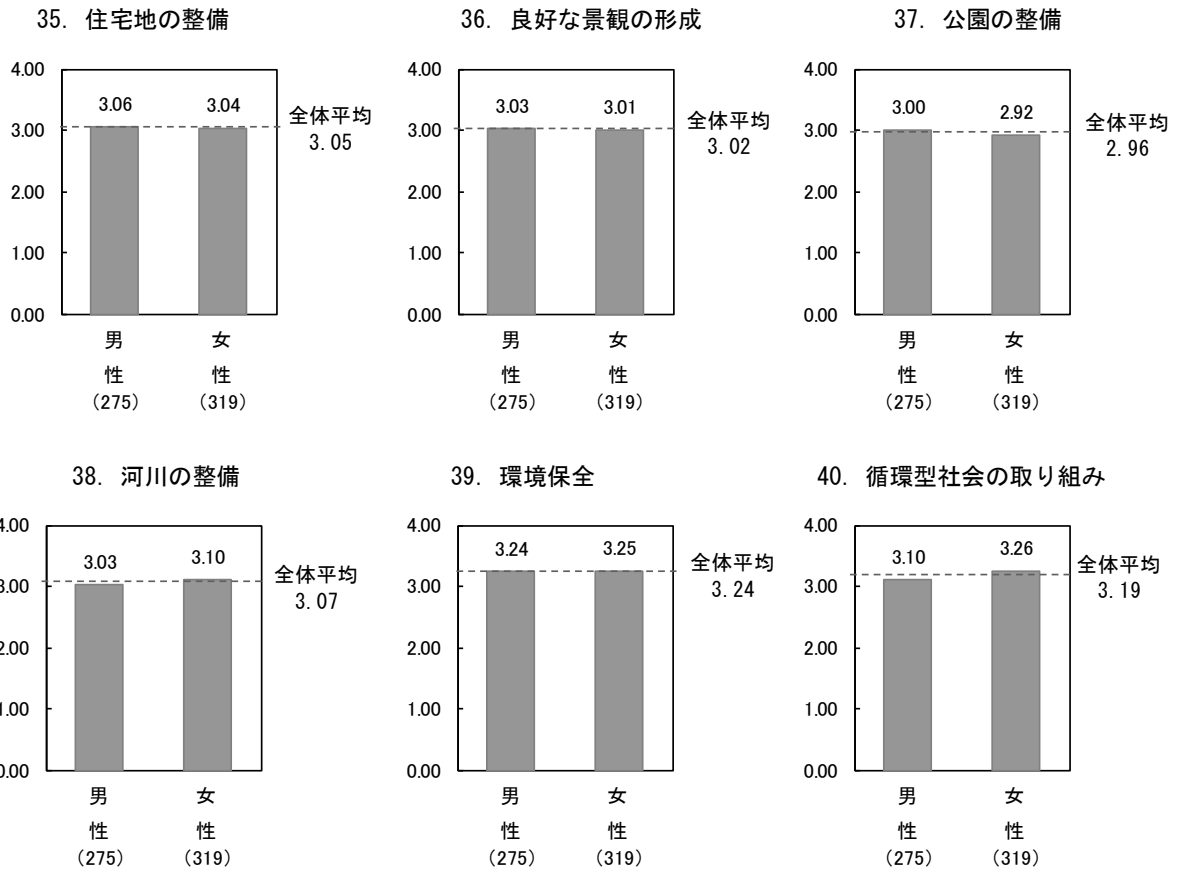 35. 住宅地の整備
4.00
3.00
2.00
1.00
0.00
3.06
3.04
全体平均
3.05
男性
(275)
女性
(319)
36. 良好な景観の形成
4.00
3.00
2.00
1.00
0.00
3.03
3.01
全体平均
3.02
男性
(275)
女性
(319)
37. 公園の整備
4.00
3.00
2.00
1.00
0.00
3.00
2.92
全体平均
2.96
男性
(275)
女性
(319)
38. 河川の整備
4.00
3.00
2.00
1.00
0.00
3.03
3.10
全体平均
3.07
男性
(275)
女性
(319)
39. 環境保全
4.00
3.00
2.00
1.00
0.00
3.24
3.25
全体平均
3.24
男性
(275)
女性
(319)
40. 循環型社会の取り組み
4.00
3.00
2.00
1.00
0.00
3.10
3.26
全体平均
3.19
男性
(275)
女性
(319)